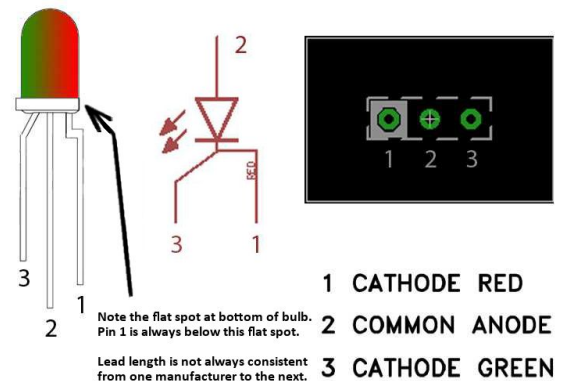 2
RED
3 1
1 2 3
3
2
1
Note the flat spot at bottom of bulb.
Pin 1 is always below this flat spot.
Lead length is not always consistent
from one manufacturer to the next.
1 CATHODE RED
2 COMMON ANODE
3 CATHODE GREEN